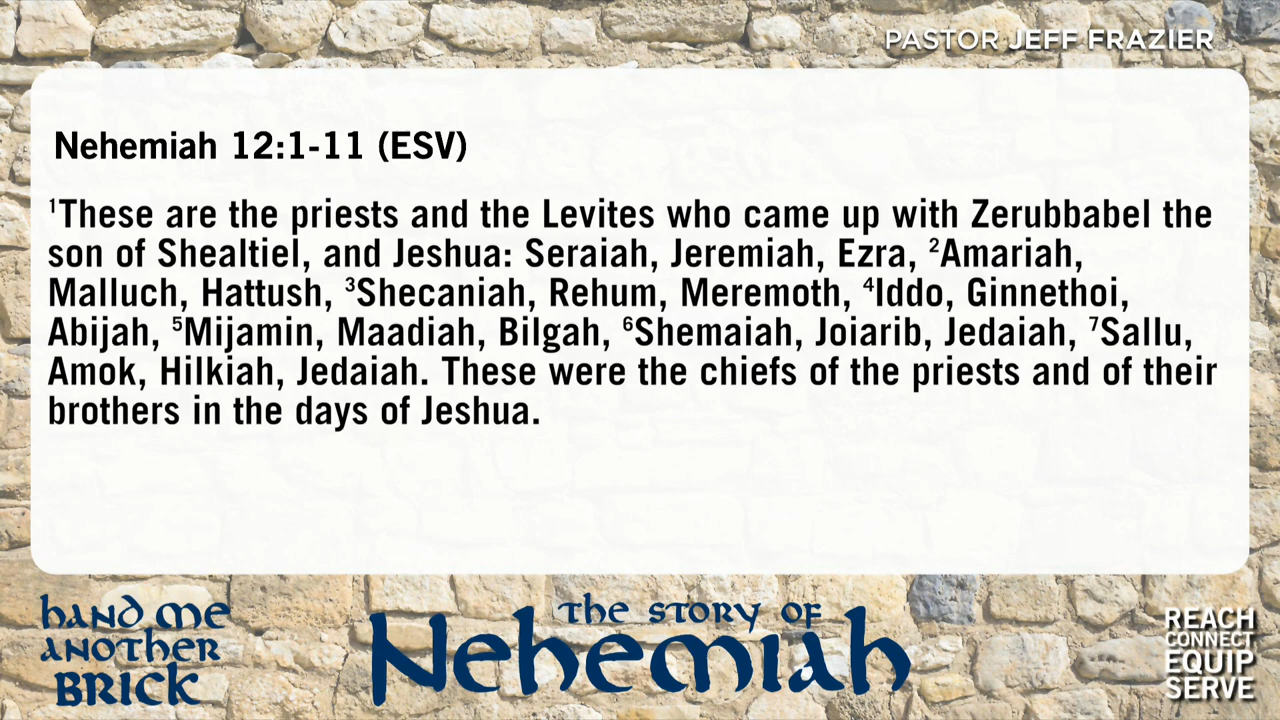 PASTOR JEFF FRAZIER
Nehemiah 12:1-11 (ESV)
¹These are the priests and the Levites who came up with Zerubbabel the
son of Shealtiel, and Jeshua: Seraiah, Jeremiah, Ezra, ²Amariah,
Malluch, Hattush, ³Shecaniah, Rehum, Meremoth, ⁴Iddo, Ginnethoi,
Abijah, ⁵Mijamin, Maadiah, Bilgah, ⁶Shemaiah, Joiarib, Jedaiah, ⁷Sallu,
Amok, Hilkiah, Jedaiah. These were the chiefs of the priests and of their
brothers in the days of Jeshua.
hAND ME
ANOTHER
BRICK
THE STORY OF
Nehemiah
REACH
CONNECT
EQUIP
SERVE